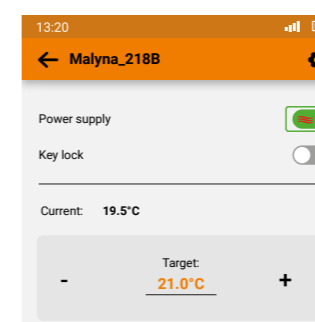 13:20
Malyna_218B
Power supply
Key lock
Current: 19.5°C
Target:
- 21.0°C +